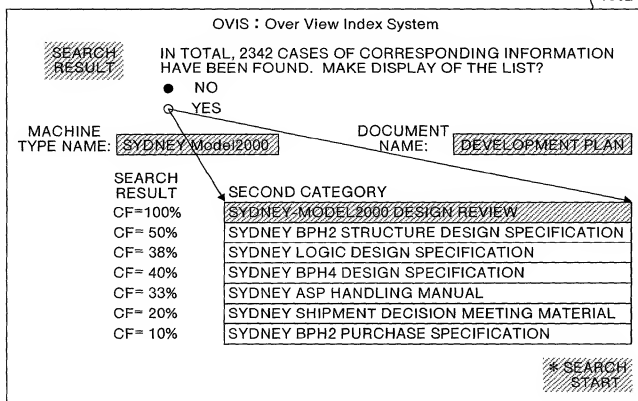 OVIS : Over View Index System
SEARCH RESULT
IN TOTAL, 2342 CASES OF CORRESPONDING INFORMATION
HAVE BEEN FOUND. MAKE DISPLAY OF THE LIST?
NO
YES
MACHINE TYPE NAME: SYDNEY Model2000
DOCUMENT NAME: DEVELOPMENT PLAN
SEARCH RESULT
SECOND CATEGORY
CF=100% SYDNEY-MODEL2000 DESIGN REVIEW
CF= 50% SYDNEY BPH2 STRUCTURE DESIGN SPECIFICATION
CF= 38% SYDNEY LOGIC DESIGN SPECIFICATION
CF= 40% SYDNEY BPH4 DESIGN SPECIFICATION
CF= 33% SYDNEY ASP HANDLING MANUAL
CF= 20% SYDNEY SHIPMENT DECISION MEETING MATERIAL
CF= 10% SYDNEY BPH2 PURCHASE SPECIFICATION
* SEARCH
START